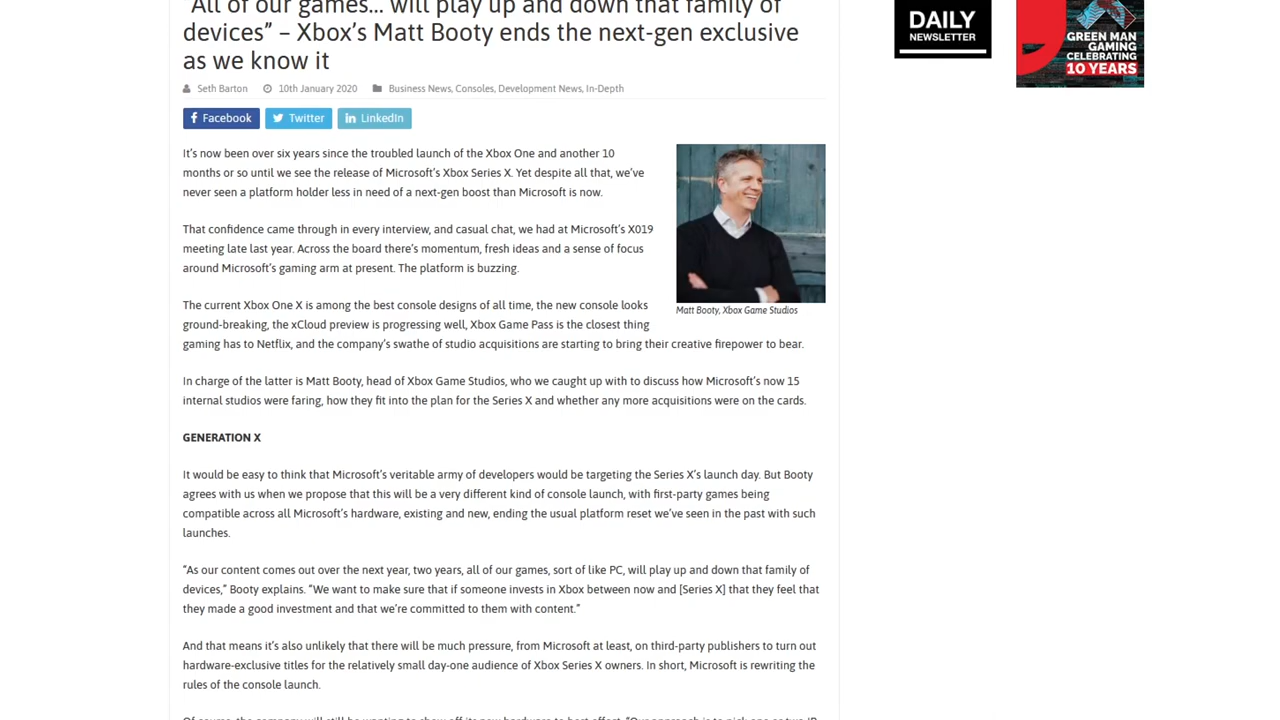 "All of our games... will play up and down that family of
devices" – Xbox's Matt Booty ends the next-gen exclusive
as we know it
Seth Barton 10th January 2020 Business News, Consoles, Development News, In-Depth
Facebook Twitter LinkedIn
It's now been over six years since the troubled launch of the Xbox One and another 10
months or so until we see the release of Microsoft's Xbox Series X. Yet despite all that, we've
never seen a platform holder less in need of a next-gen boost than Microsoft is now.
That confidence came through in every interview, and casual chat, we had at Microsoft's X019
meeting late last year. Across the board there's momentum, fresh ideas and a sense of focus
around Microsoft's gaming arm at present. The platform is buzzing.
Matt Booty, Xbox Game Studios
The current Xbox One X is among the best console designs of all time, the new console looks
ground-breaking, the xCloud preview is progressing well, Xbox Game Pass is the closest thing
gaming has to Netflix, and the company's swathe of studio acquisitions are starting to bring their creative firepower to bear.
In charge of the latter is Matt Booty, head of Xbox Game Studios, who we caught up with to discuss how Microsoft's now 15
internal studios were faring, how they fit into the plan for the Series X and whether any more acquisitions were on the cards.
GENERATION X
It would be easy to think that Microsoft's veritable army of developers would be targeting the Series X's launch day. But Booty
agrees with us when we propose that this will be a very different kind of console launch, with first-party games being
compatible across all Microsoft's hardware, existing and new, ending the usual platform reset we've seen in the past with such
launches.
"As our content comes out over the next year, two years, all of our games, sort of like PC, will play up and down that family of
devices," Booty explains. "We want to make sure that if someone invests in Xbox between now and [Series X] that they feel that
they made a good investment and that we're committed to them with content."
And that means it's also unlikely that there will be much pressure, from Microsoft at least, on third-party publishers to turn out
hardware-exclusive titles for the relatively small day-one audience of Xbox Series X owners. In short, Microsoft is rewriting the
rules of the console launch.
DAILY
NEWSLETTER
GREEN MAN
GAMING
CELEBRATING
10 YEARS